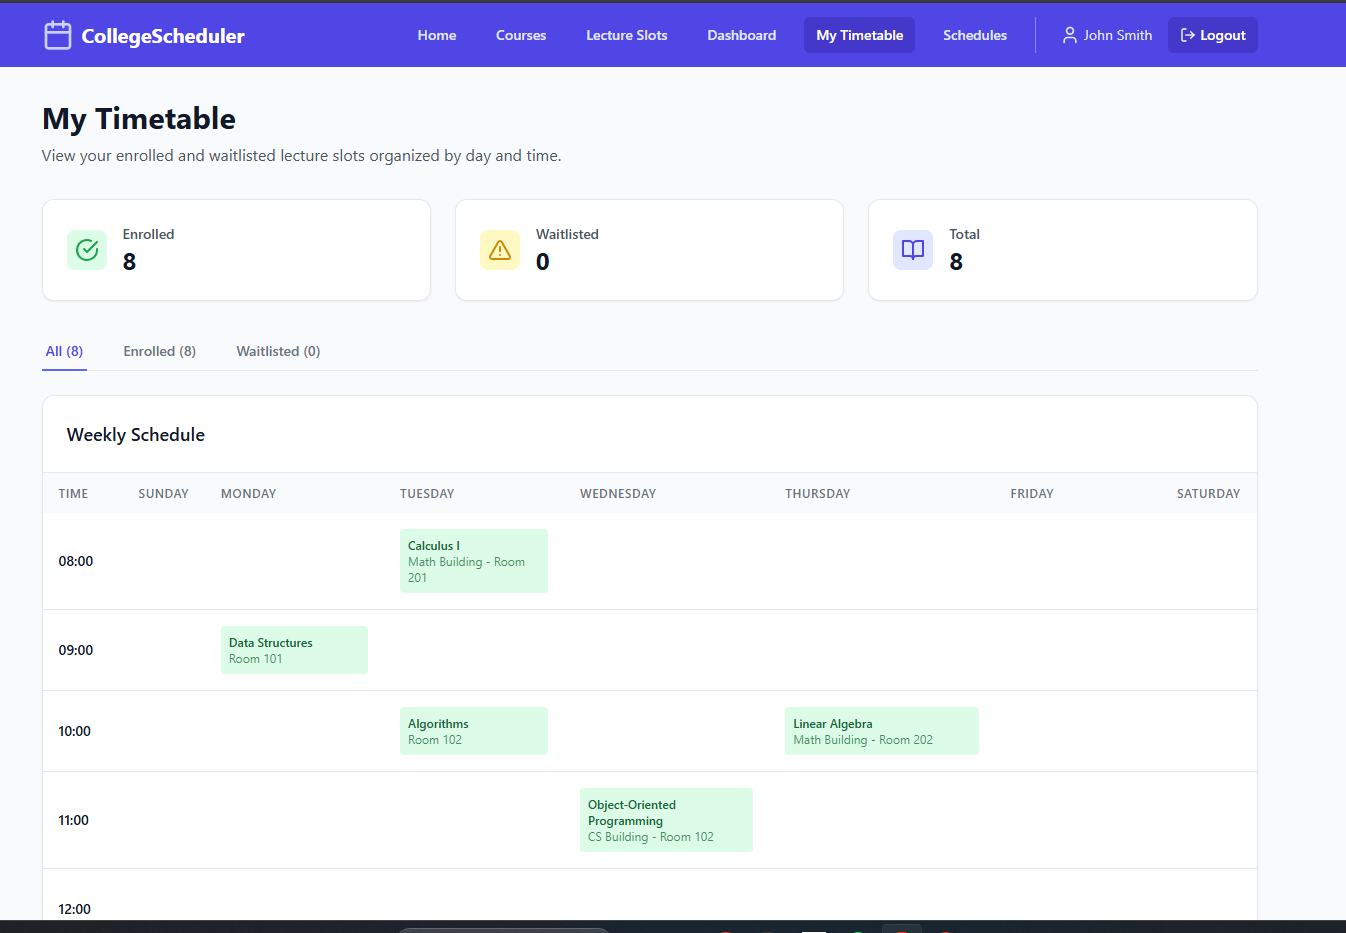 CollegeScheduler
Home
Courses
Lecture Slots
Dashboard
My Timetable
Schedules
John Smith
Logout
My Timetable
View your enrolled and waitlisted lecture slots organized by day and time.
Enrolled
8
Waitlisted
0
Total
8
All (8)
Enrolled (8)
Waitlisted (0)
Weekly Schedule
TIME
SUNDAY
MONDAY
TUESDAY
WEDNESDAY
THURSDAY
FRIDAY
SATURDAY
08:00
Calculus I
Math Building - Room
201
09:00
Data Structures
Room 101
10:00
Algorithms
Room 102
Linear Algebra
Math Building - Room 202
11:00
Object-Oriented
Programming
CS Building - Room 102
12:00